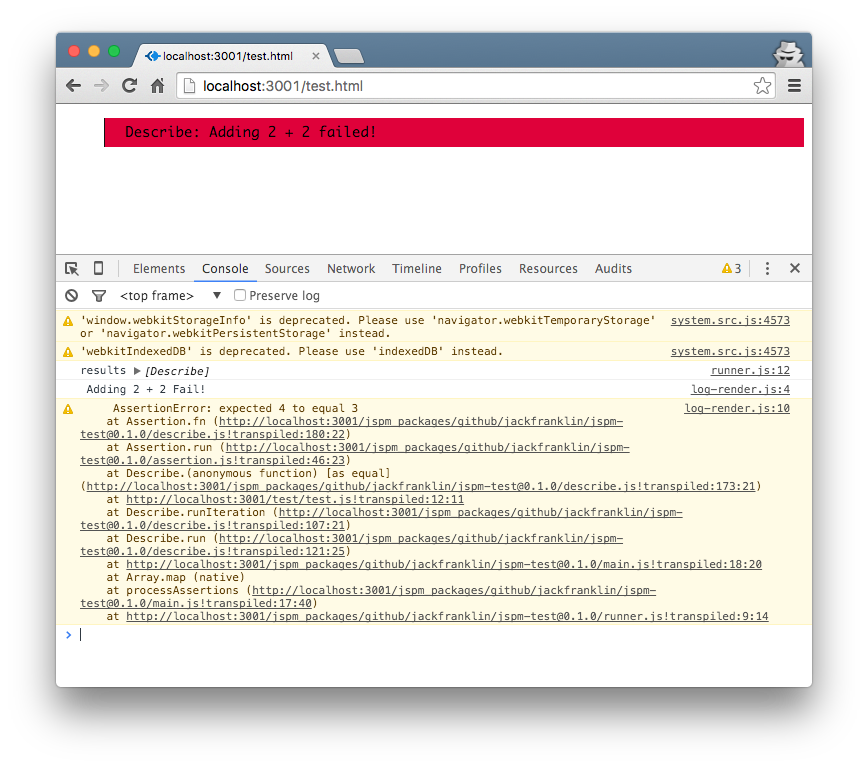 localhost:3001/test.html
localhost:3001/test.html
Describe: Adding 2 + 2 failed!
Elements Console Sources Network Timeline Profiles Resources Audits 3
<top frame> Preserve log
'window.webkitStorageInfo' is deprecated. Please use 'navigator.webkitTemporaryStorage' system.src.js:4573
or 'navigator.webkitPersistentStorage' instead.
'webkitIndexedDB' is deprecated. Please use 'indexedDB' instead. system.src.js:4573
results [Describe] runner.js:12
Adding 2 + 2 Fail! log-render.js:4
AssertionError: expected 4 to equal 3 log-render.js:10
at Assertion.fn (http://localhost:3001/jspm_packages/github/jackfranklin/jspm-
test@0.1.0/describe.js!transpiled:180:22)
at Assertion.run (http://localhost:3001/jspm_packages/github/jackfranklin/jspm-
test@0.1.0/assertion.js!transpiled:46:23)
at Describe.(anonymous function) [as equal]
(http://localhost:3001/jspm_packages/github/jackfranklin/jspm-test@0.1.0/describe.js!transpiled:173:21)
at http://localhost:3001/test/test.js!transpiled:12:11
at Describe.runIteration (http://localhost:3001/jspm_packages/github/jackfranklin/jspm-
test@0.1.0/describe.js!transpiled:107:21)
at Describe.run (http://localhost:3001/jspm_packages/github/jackfranklin/jspm-
test@0.1.0/describe.js!transpiled:121:25)
at http://localhost:3001/jspm_packages/github/jackfranklin/jspm-test@0.1.0/main.js!transpiled:18:20
at Array.map (native)
at processAssertions (http://localhost:3001/jspm_packages/github/jackfranklin/jspm-
test@0.1.0/main.js!transpiled:17:40)
at http://localhost:3001/jspm_packages/github/jackfranklin/jspm-test@0.1.0/runner.js!transpiled:9:14